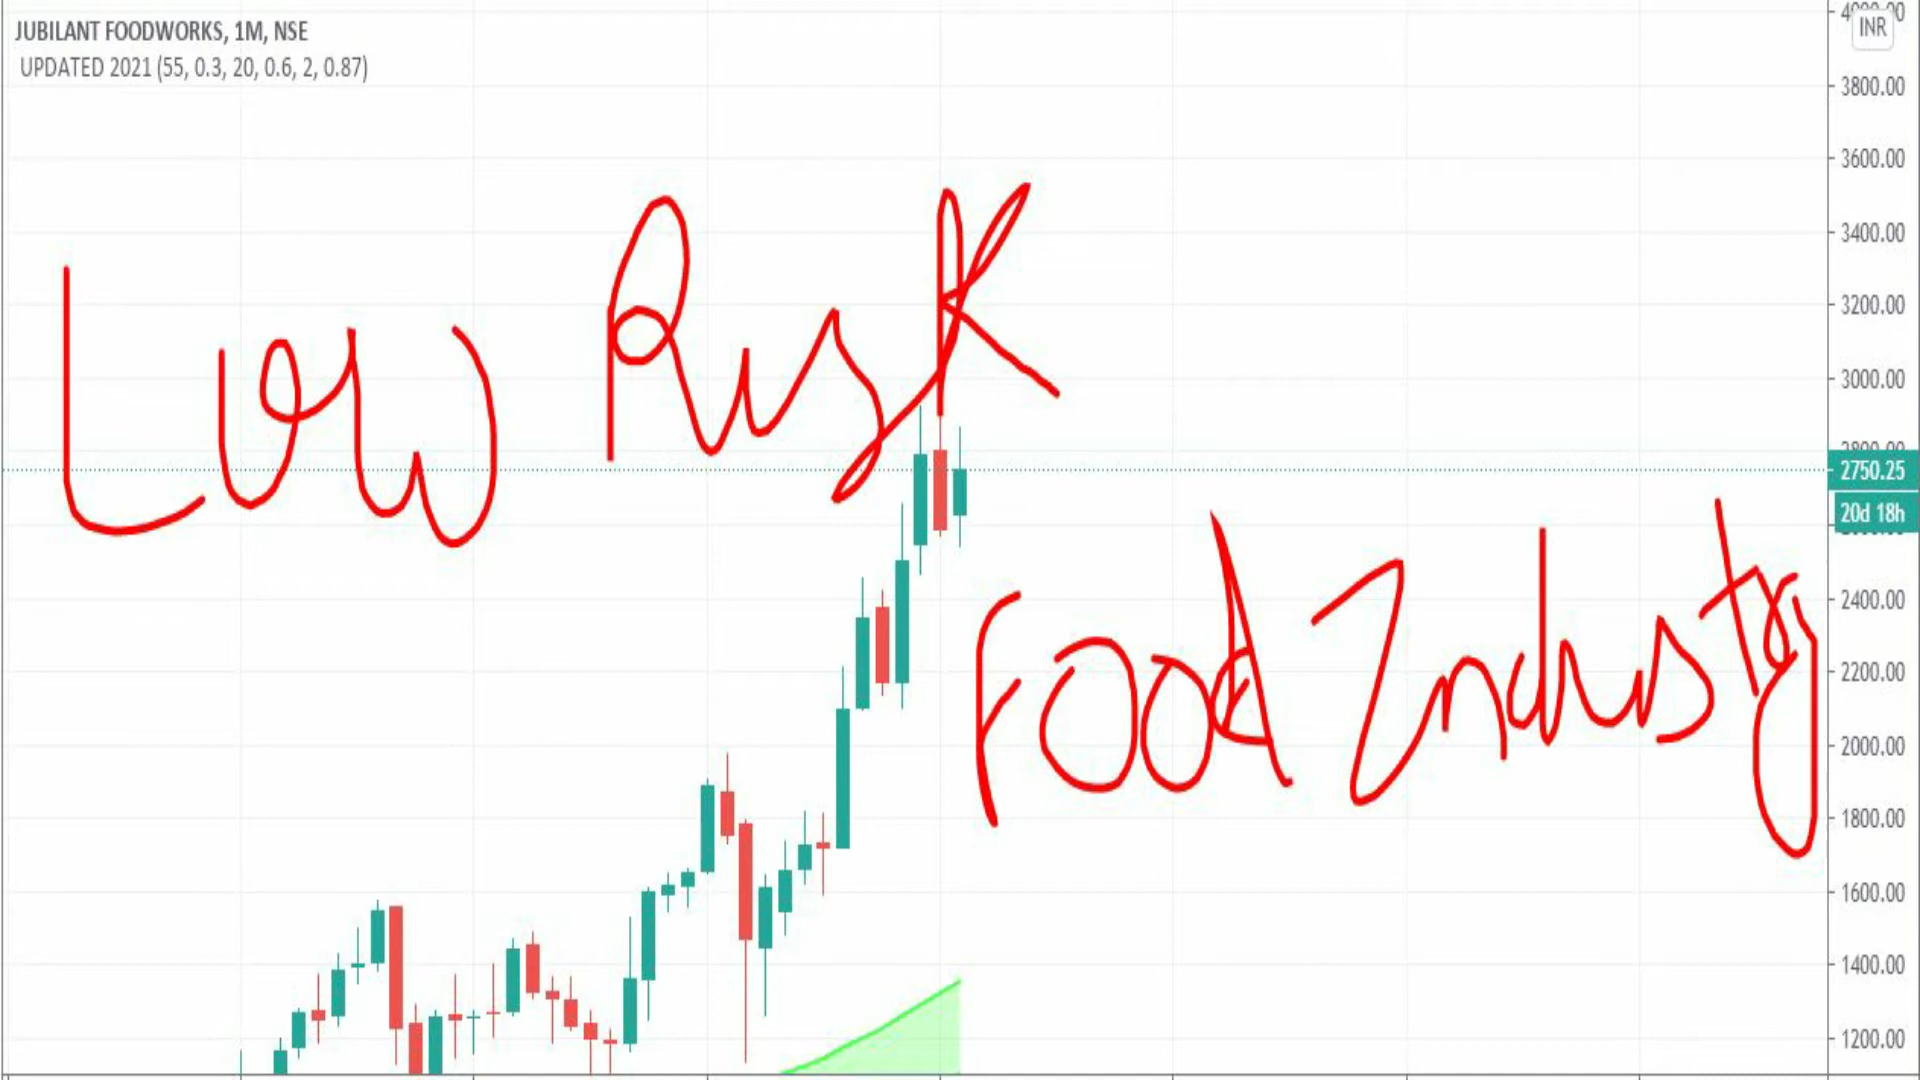 JUBILANT FOODWORKS, 1M, NSE
UPDATED 2021 (55, 0.3, 20, 0.6, 2, 0.87)
INR
3800.00
3600.00
3400.00
3200.00
3000.00
2750.25
20d 18h
2400.00
2200.00
2000.00
1800.00
1600.00
1400.00
1200.00
Low Risk
Food Industry